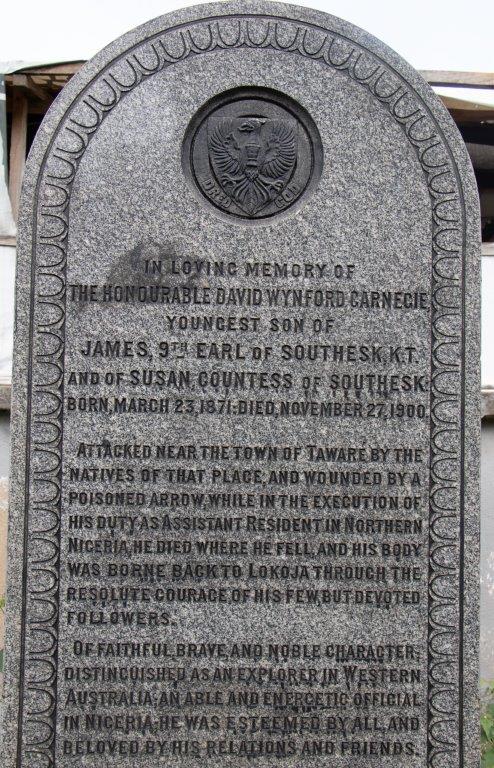 DREAD GOD
IN LOVING MEMORY OF
THE HONOURABLE DAVID WYNFORD CARNEGIE
YOUNGEST SON OF
JAMES, 9TH EARL OF SOUTHESK, K.T.
AND OF SUSAN, COUNTESS OF SOUTHESK:
BORN, MARCH 23, 1871: DIED, NOVEMBER 27, 1900.
ATTACKED NEAR THE TOWN OF TAWARE BY THE
NATIVES OF THAT PLACE, AND WOUNDED BY A
POISONED ARROW, WHILE IN THE EXECUTION OF
HIS DUTY AS ASSISTANT RESIDENT IN NORTHERN
NIGERIA, HE DIED WHERE HE FELL, AND HIS BODY
WAS BORNE BACK TO LOKOJA THROUGH THE
RESOLUTE COURAGE OF HIS FEW, BUT DEVOTED
FOLLOWERS.
OF FAITHFUL, BRAVE, AND NOBLE CHARACTER;
DISTINGUISHED AS AN EXPLORER IN WESTERN
AUSTRALIA; AN ABLE AND ENERGETIC OFFICIAL
IN NIGERIA; HE WAS ESTEEMED BY ALL, AND
BELOVED BY HIS RELATIONS AND FRIENDS.